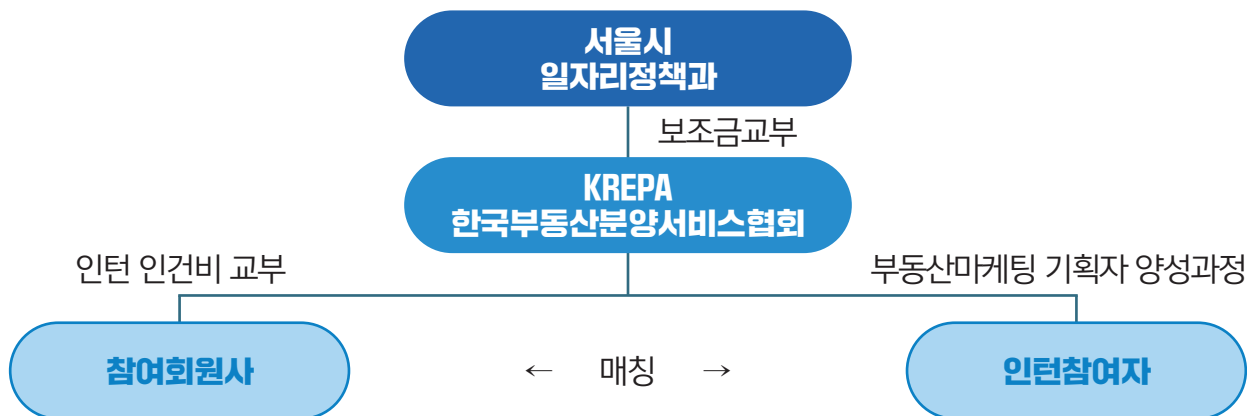 서울시
일자리정책과
보조금교부
KREPA
한국부동산분양서비스협회
인턴 인건비 교부
부동산마케팅 기획자 양성과정
참여회원사
← 매칭 →
인턴참여자